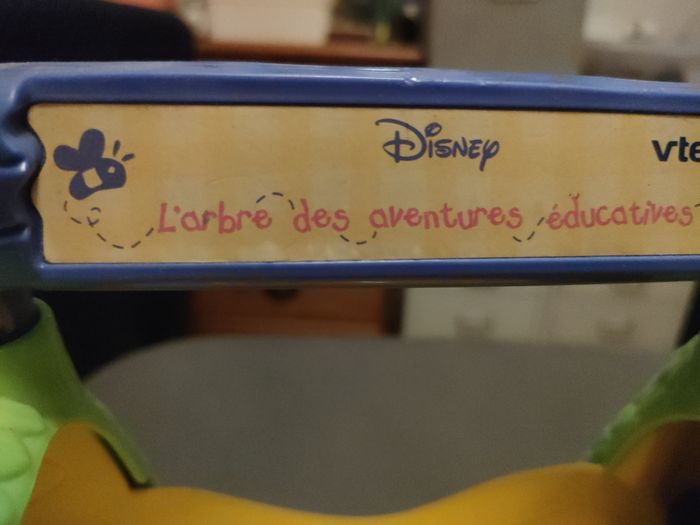 Disney
vte
L'arbre des aventures éducatives